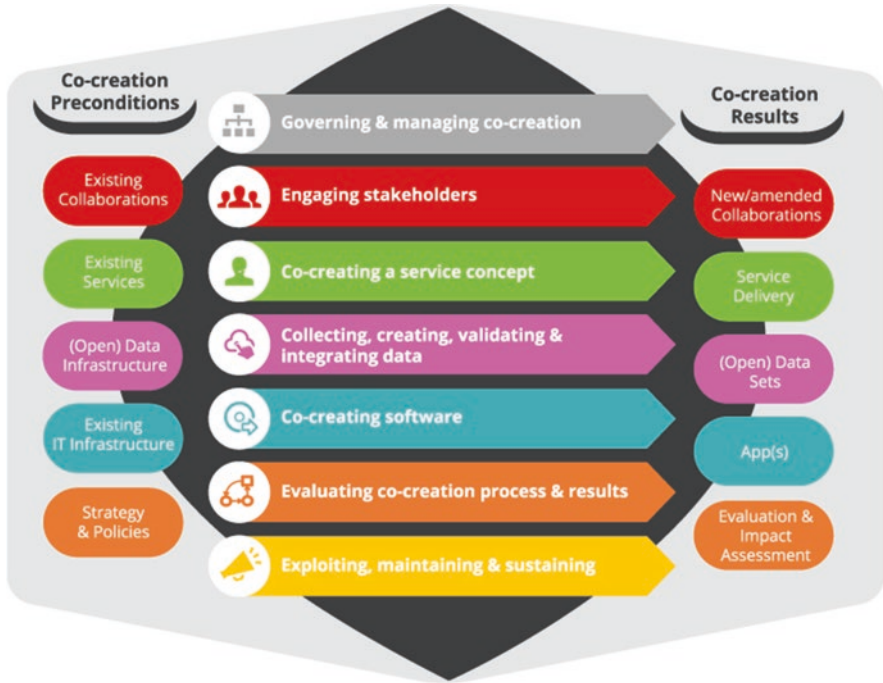 Co-creation
Preconditions
Existing
Collaborations
Existing
Services
(Open) Data
Infrastructure
Existing
IT Infrastructure
Strategy
& Policies
Governing & managing co-creation
Engaging stakeholders
Co-creating a service concept
Collecting, creating, validating &
integrating data
Co-creating software
Evaluating co-creation process & results
Exploiting, maintaining & sustaining
Co-creation
Results
New/amended
Collaborations
Service
Delivery
(Open) Data
Sets
App(s)
Evaluation &
Impact
Assessment